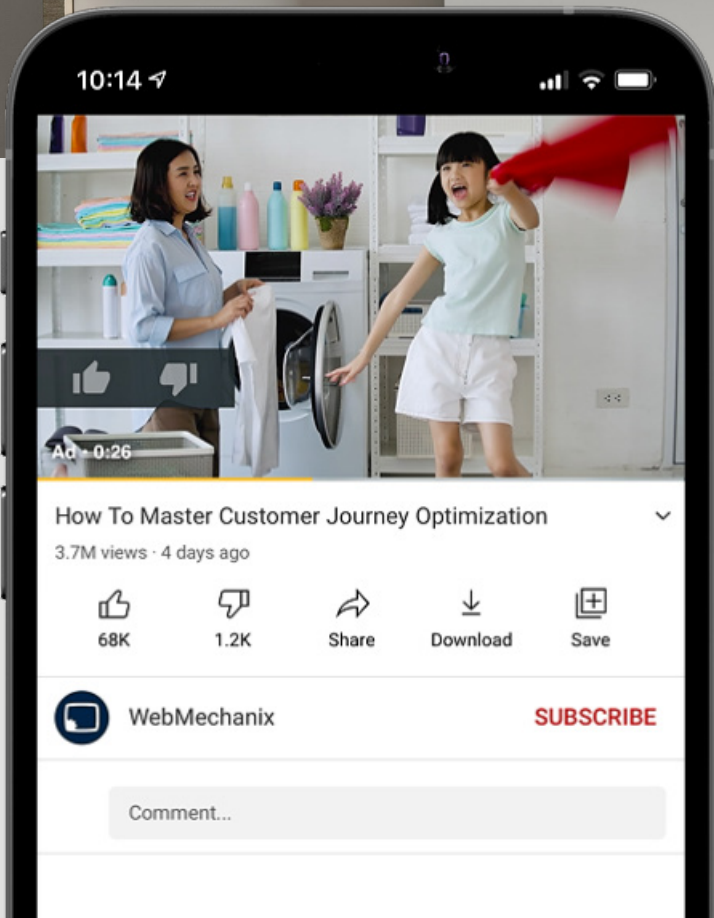 10:14
Ad · 0:26
How To Master Customer Journey Optimization
3.7M views · 4 days ago
68K
1.2K
Share
Download
Save
WebMechanix
SUBSCRIBE
Comment...